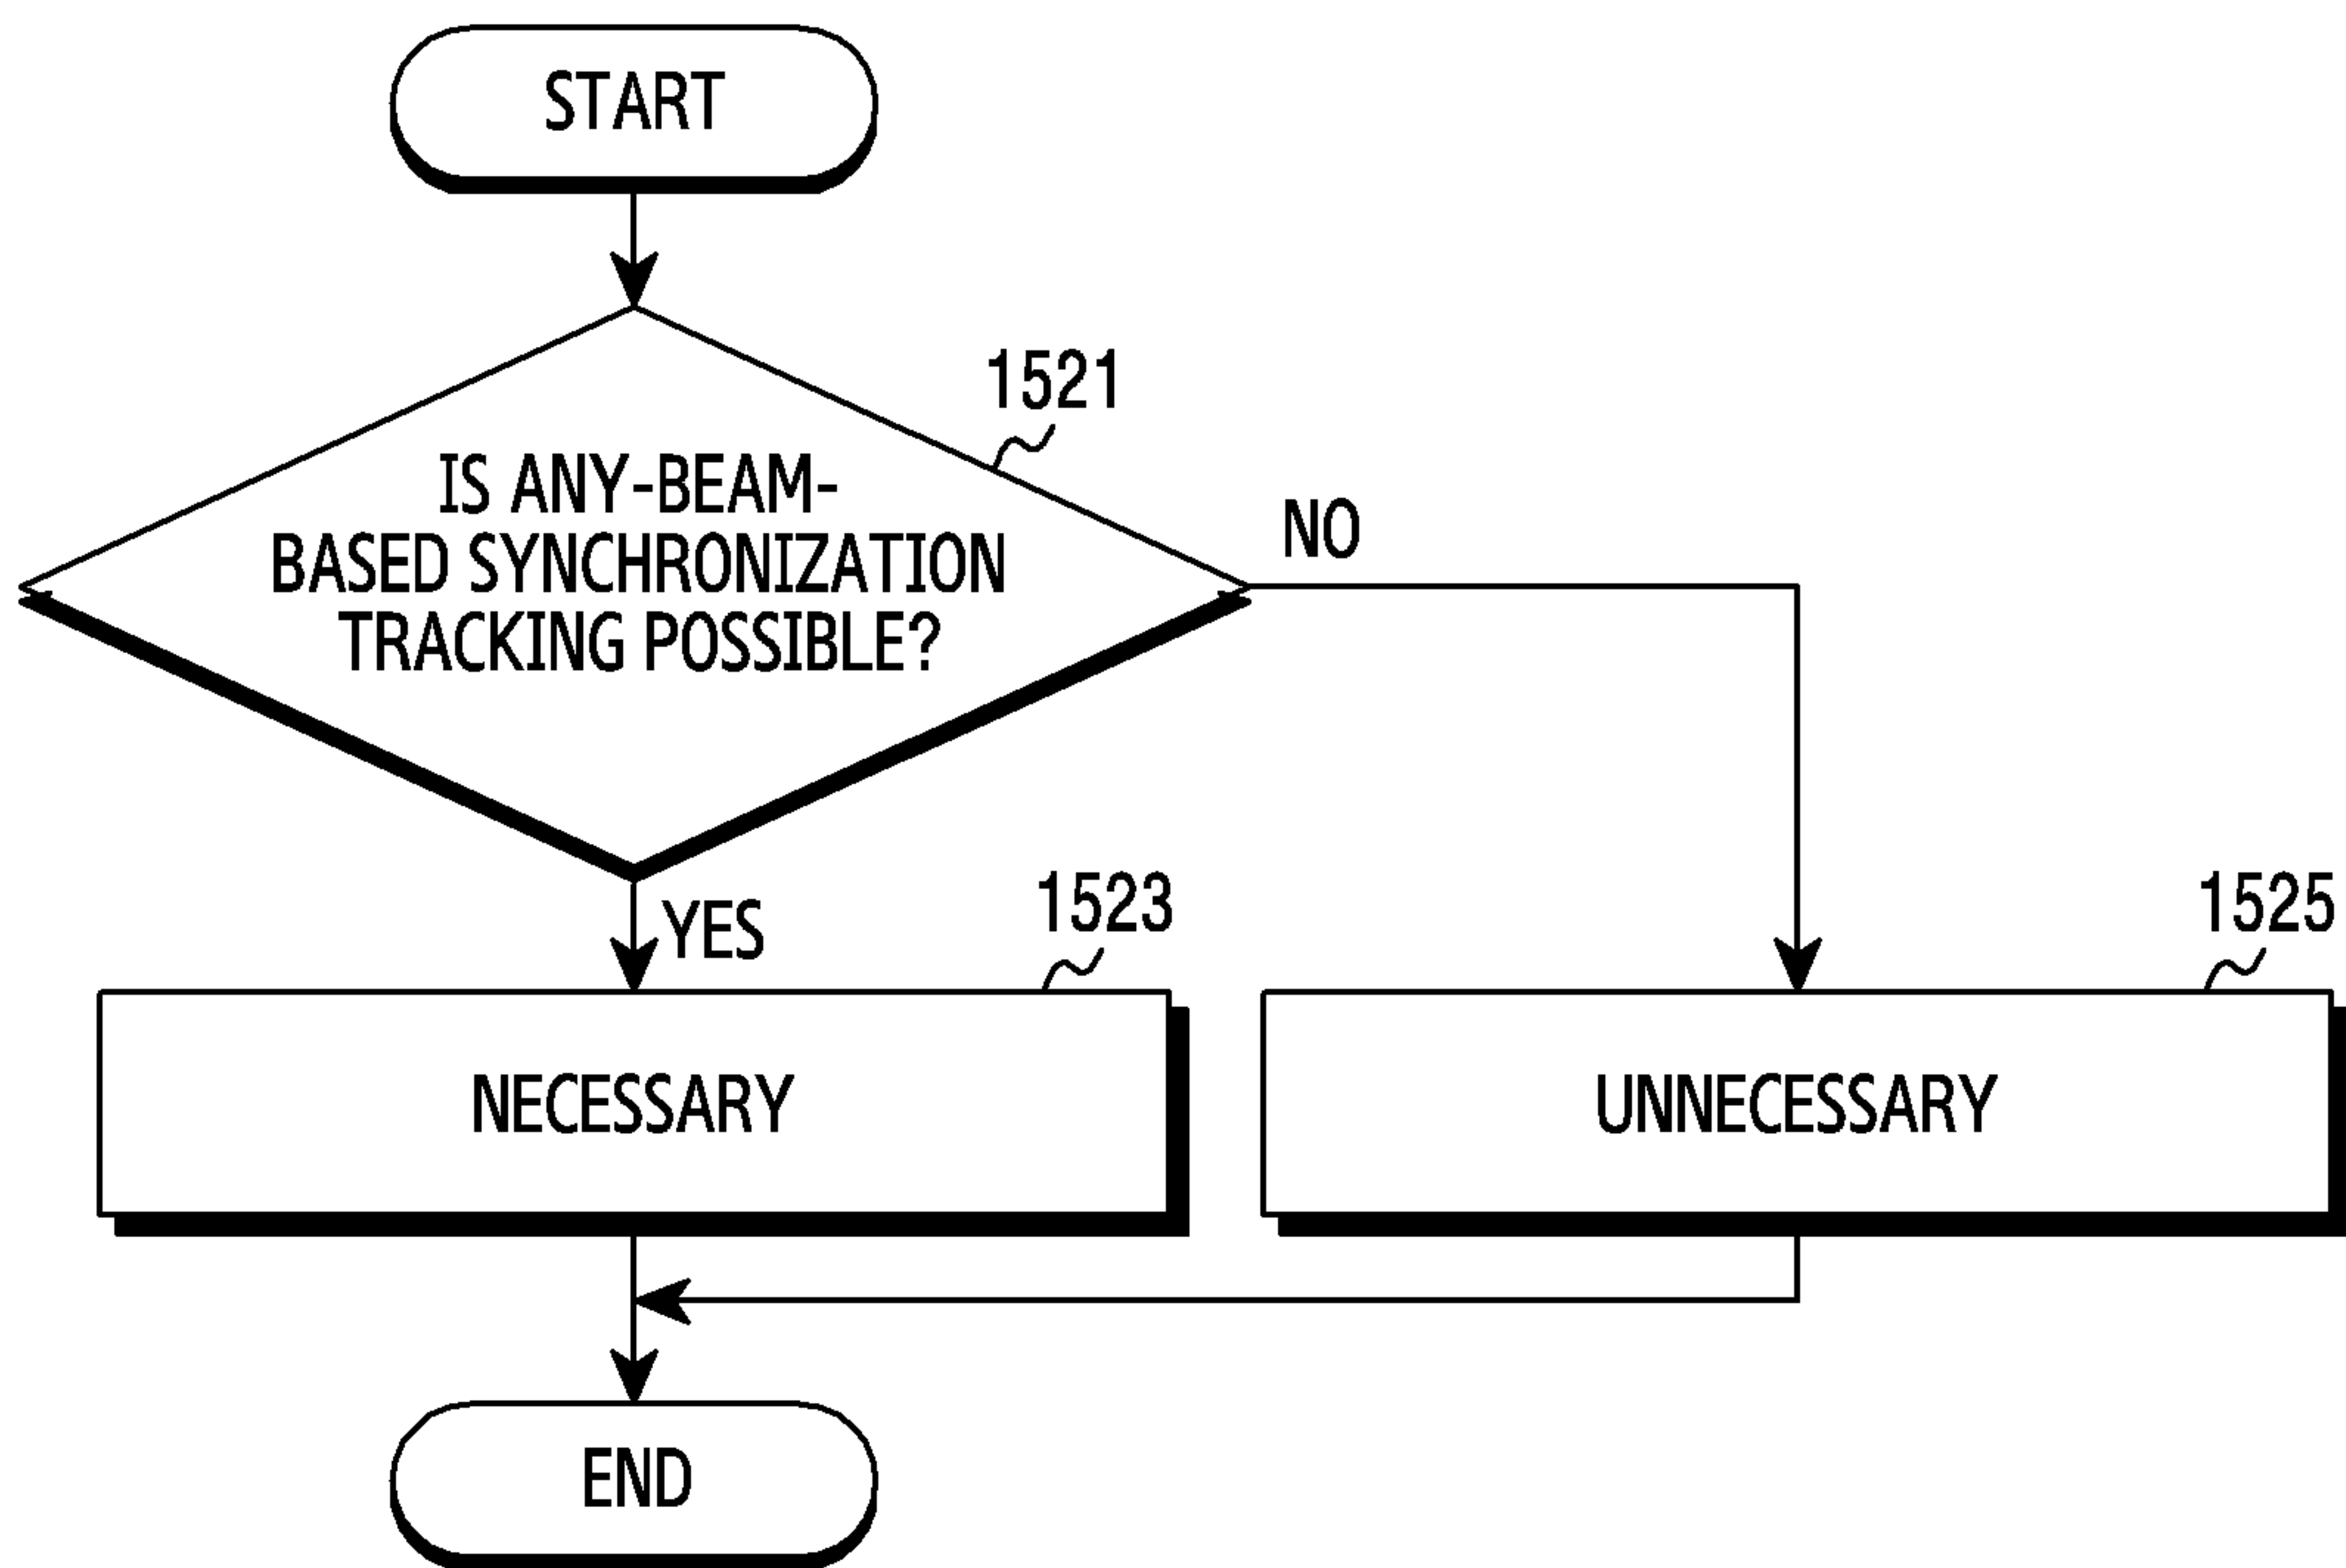 START
1521
IS ANY-BEAM-
BASED SYNCHRONIZATION
TRACKING POSSIBLE?
NO
YES
1523
1525
NECESSARY
UNNECESSARY
END